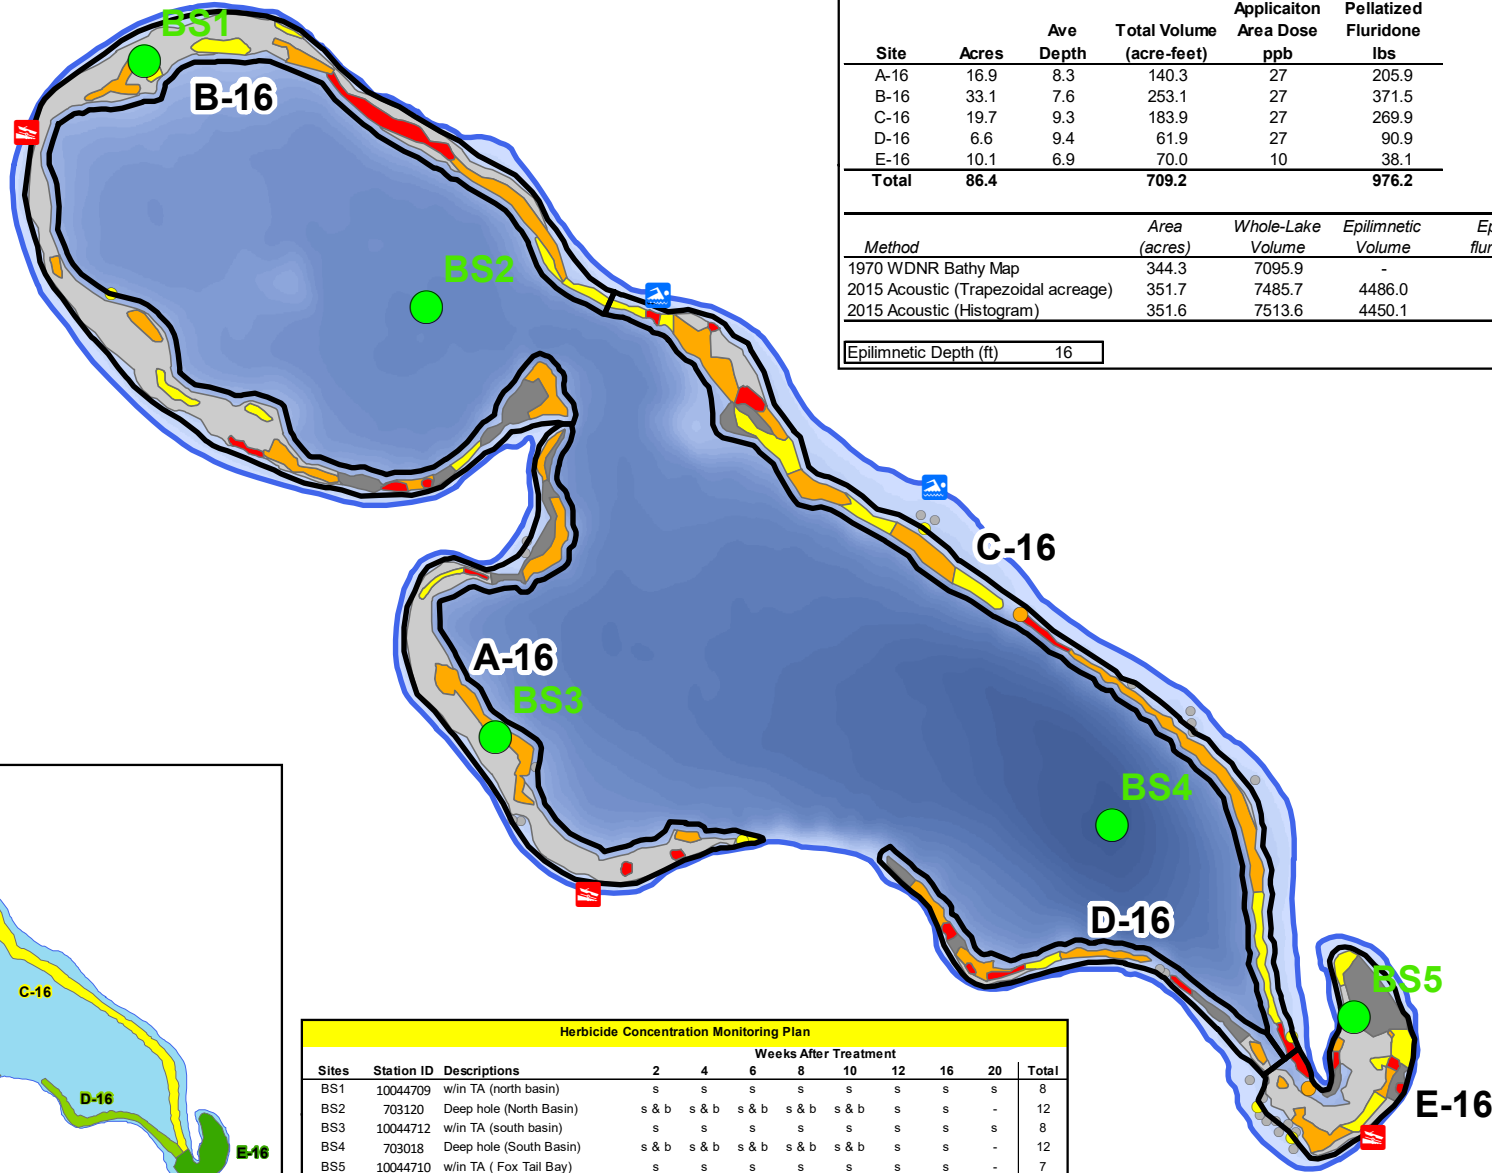 Applicaiton Pellatized
Ave Total Volume Area Dose Fluridone
Site Acres Depth (acre-feet) ppb lbs
A-16 16.9 8.3 140.3 27 205.9
B-16 33.1 7.6 253.1 27 371.5
C-16 19.7 9.3 183.9 27 269.9
D-16 6.6 9.4 61.9 27 90.9
E-16 10.1 6.9 70.0 10 38.1
Total 86.4 709.2 976.2
Area Whole-Lake Epilimnetic Ep
Method (acres) Volume Volume flur
1970 WDNR Bathy Map 344.3 7095.9 -
2015 Acoustic (Trapezoidal acreage) 351.7 7485.7 4486.0
2015 Acoustic (Histogram) 351.6 7513.6 4450.1
Epilimnetic Depth (ft) 16
BS1
B-16
BS2
C-16
A-16
BS3
BS4
D-16
BS5
E-16
C-16
D-16
E-16
Herbicide Concentration Monitoring Plan
Weeks After Treatment
Sites Station ID Descriptions 2 4 6 8 10 12 16 20 Total
BS1 10044709 w/in TA (north basin) s s s s s s s s 8
BS2 703120 Deep hole (North Basin) s & b s & b s & b s & b s & b s s - 12
BS3 10044712 w/in TA (south basin) s s s s s s s s 8
BS4 703018 Deep hole (South Basin) s & b s & b s & b s & b s & b s s - 12
BS5 10044710 w/in TA ( Fox Tail Bay) s s s s s s s - 7